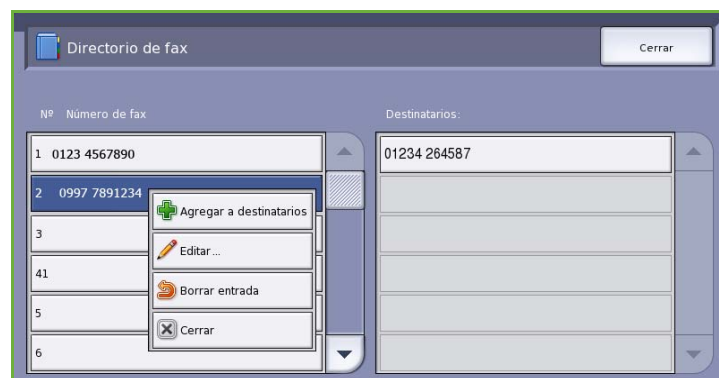 Directorio de fax
Cerrar
Nº Número de fax
Destinatarios:
1 0123 4567890
01234 264587
2 0997 7891234
Agregar a destinatarios
3
Editar...
41
Borrar entrada
5
Cerrar
6